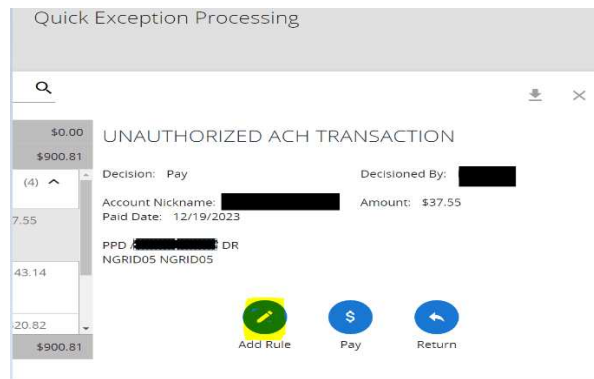 Quick Exception Processing
$0.00
$900.81
(4)
7.55
43.14
20.82
$900.81
UNAUTHORIZED ACH TRANSACTION
Decision: Pay Decisioned By:
Account Nickname: Amount: $37.55
Paid Date: 12/19/2023
PPD DR
NGRID05 NGRID05
Add Rule Pay Return